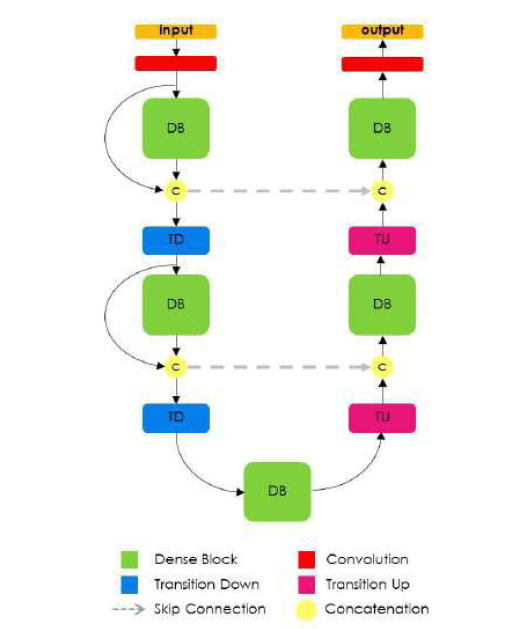 input
output
DB
DB
C
C
TD
TU
DB
DB
C
C
TD
TU
DB
Dense Block
Convolution
Transition Down
Transition Up
Skip Connection
Concatenation